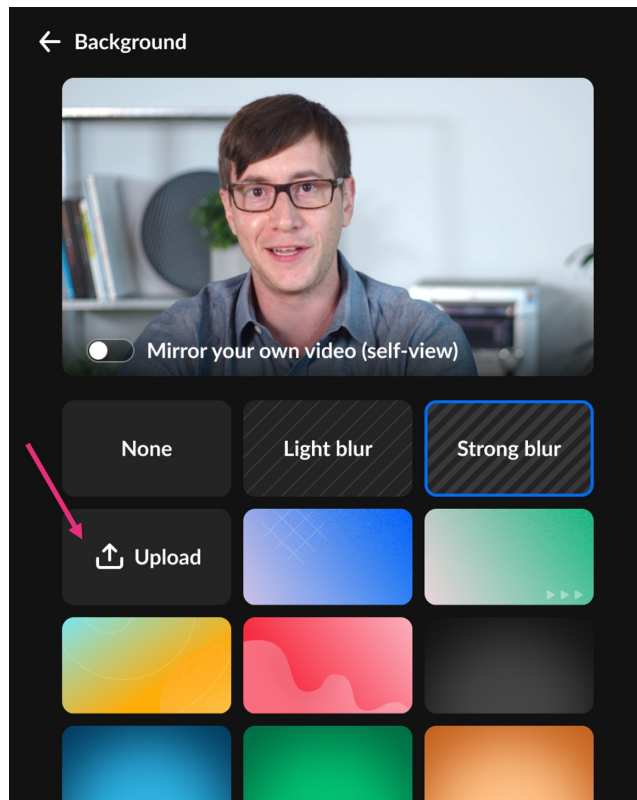 Background
Mirror your own video (self-view)
None
Light blur
Strong blur
Upload